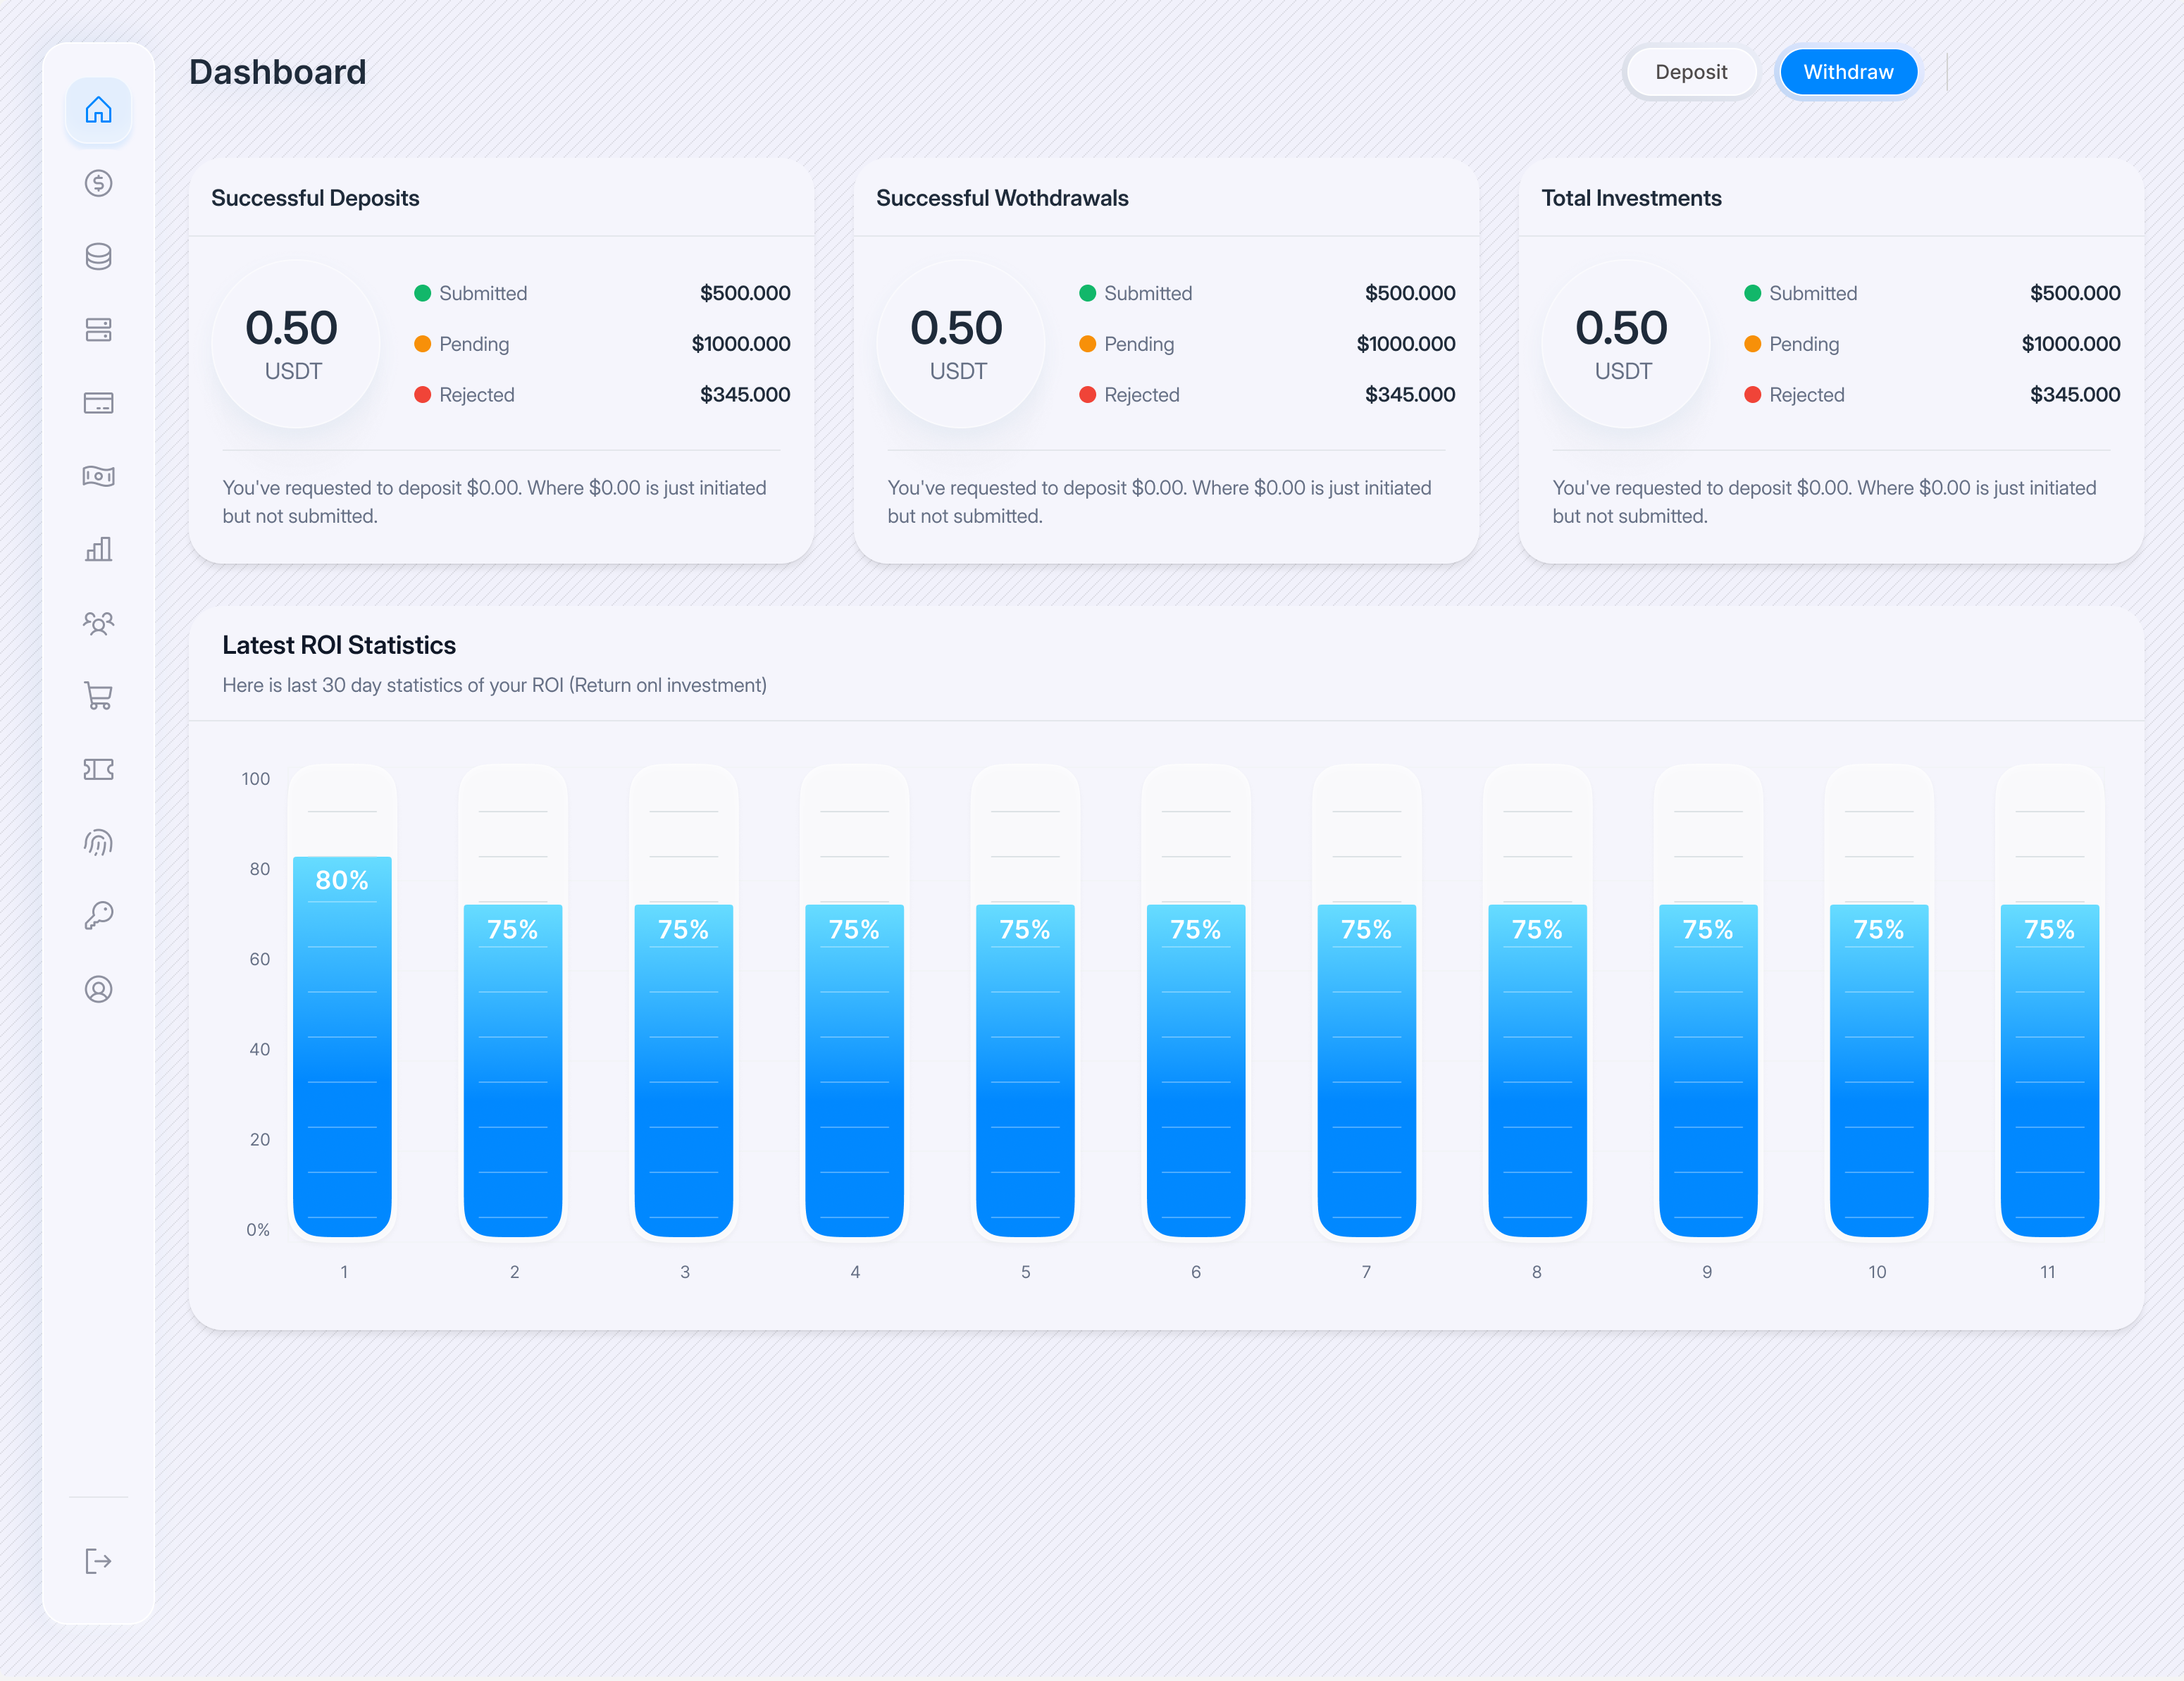 Dashboard
Deposit
Withdraw
Successful Deposits
0.50
USDT
Submitted $500.000
Pending $1000.000
Rejected $345.000
You've requested to deposit $0.00. Where $0.00 is just initiated
but not submitted.
Successful Wothdrawals
0.50
USDT
Submitted $500.000
Pending $1000.000
Rejected $345.000
You've requested to deposit $0.00. Where $0.00 is just initiated
but not submitted.
Total Investments
0.50
USDT
Submitted $500.000
Pending $1000.000
Rejected $345.000
You've requested to deposit $0.00. Where $0.00 is just initiated
but not submitted.
Latest ROI Statistics
Here is last 30 day statistics of your ROI (Return onl investment)
100
80
60
40
20
0%
80% 75% 75% 75% 75% 75% 75% 75% 75% 75% 75%
1 2 3 4 5 6 7 8 9 10 11